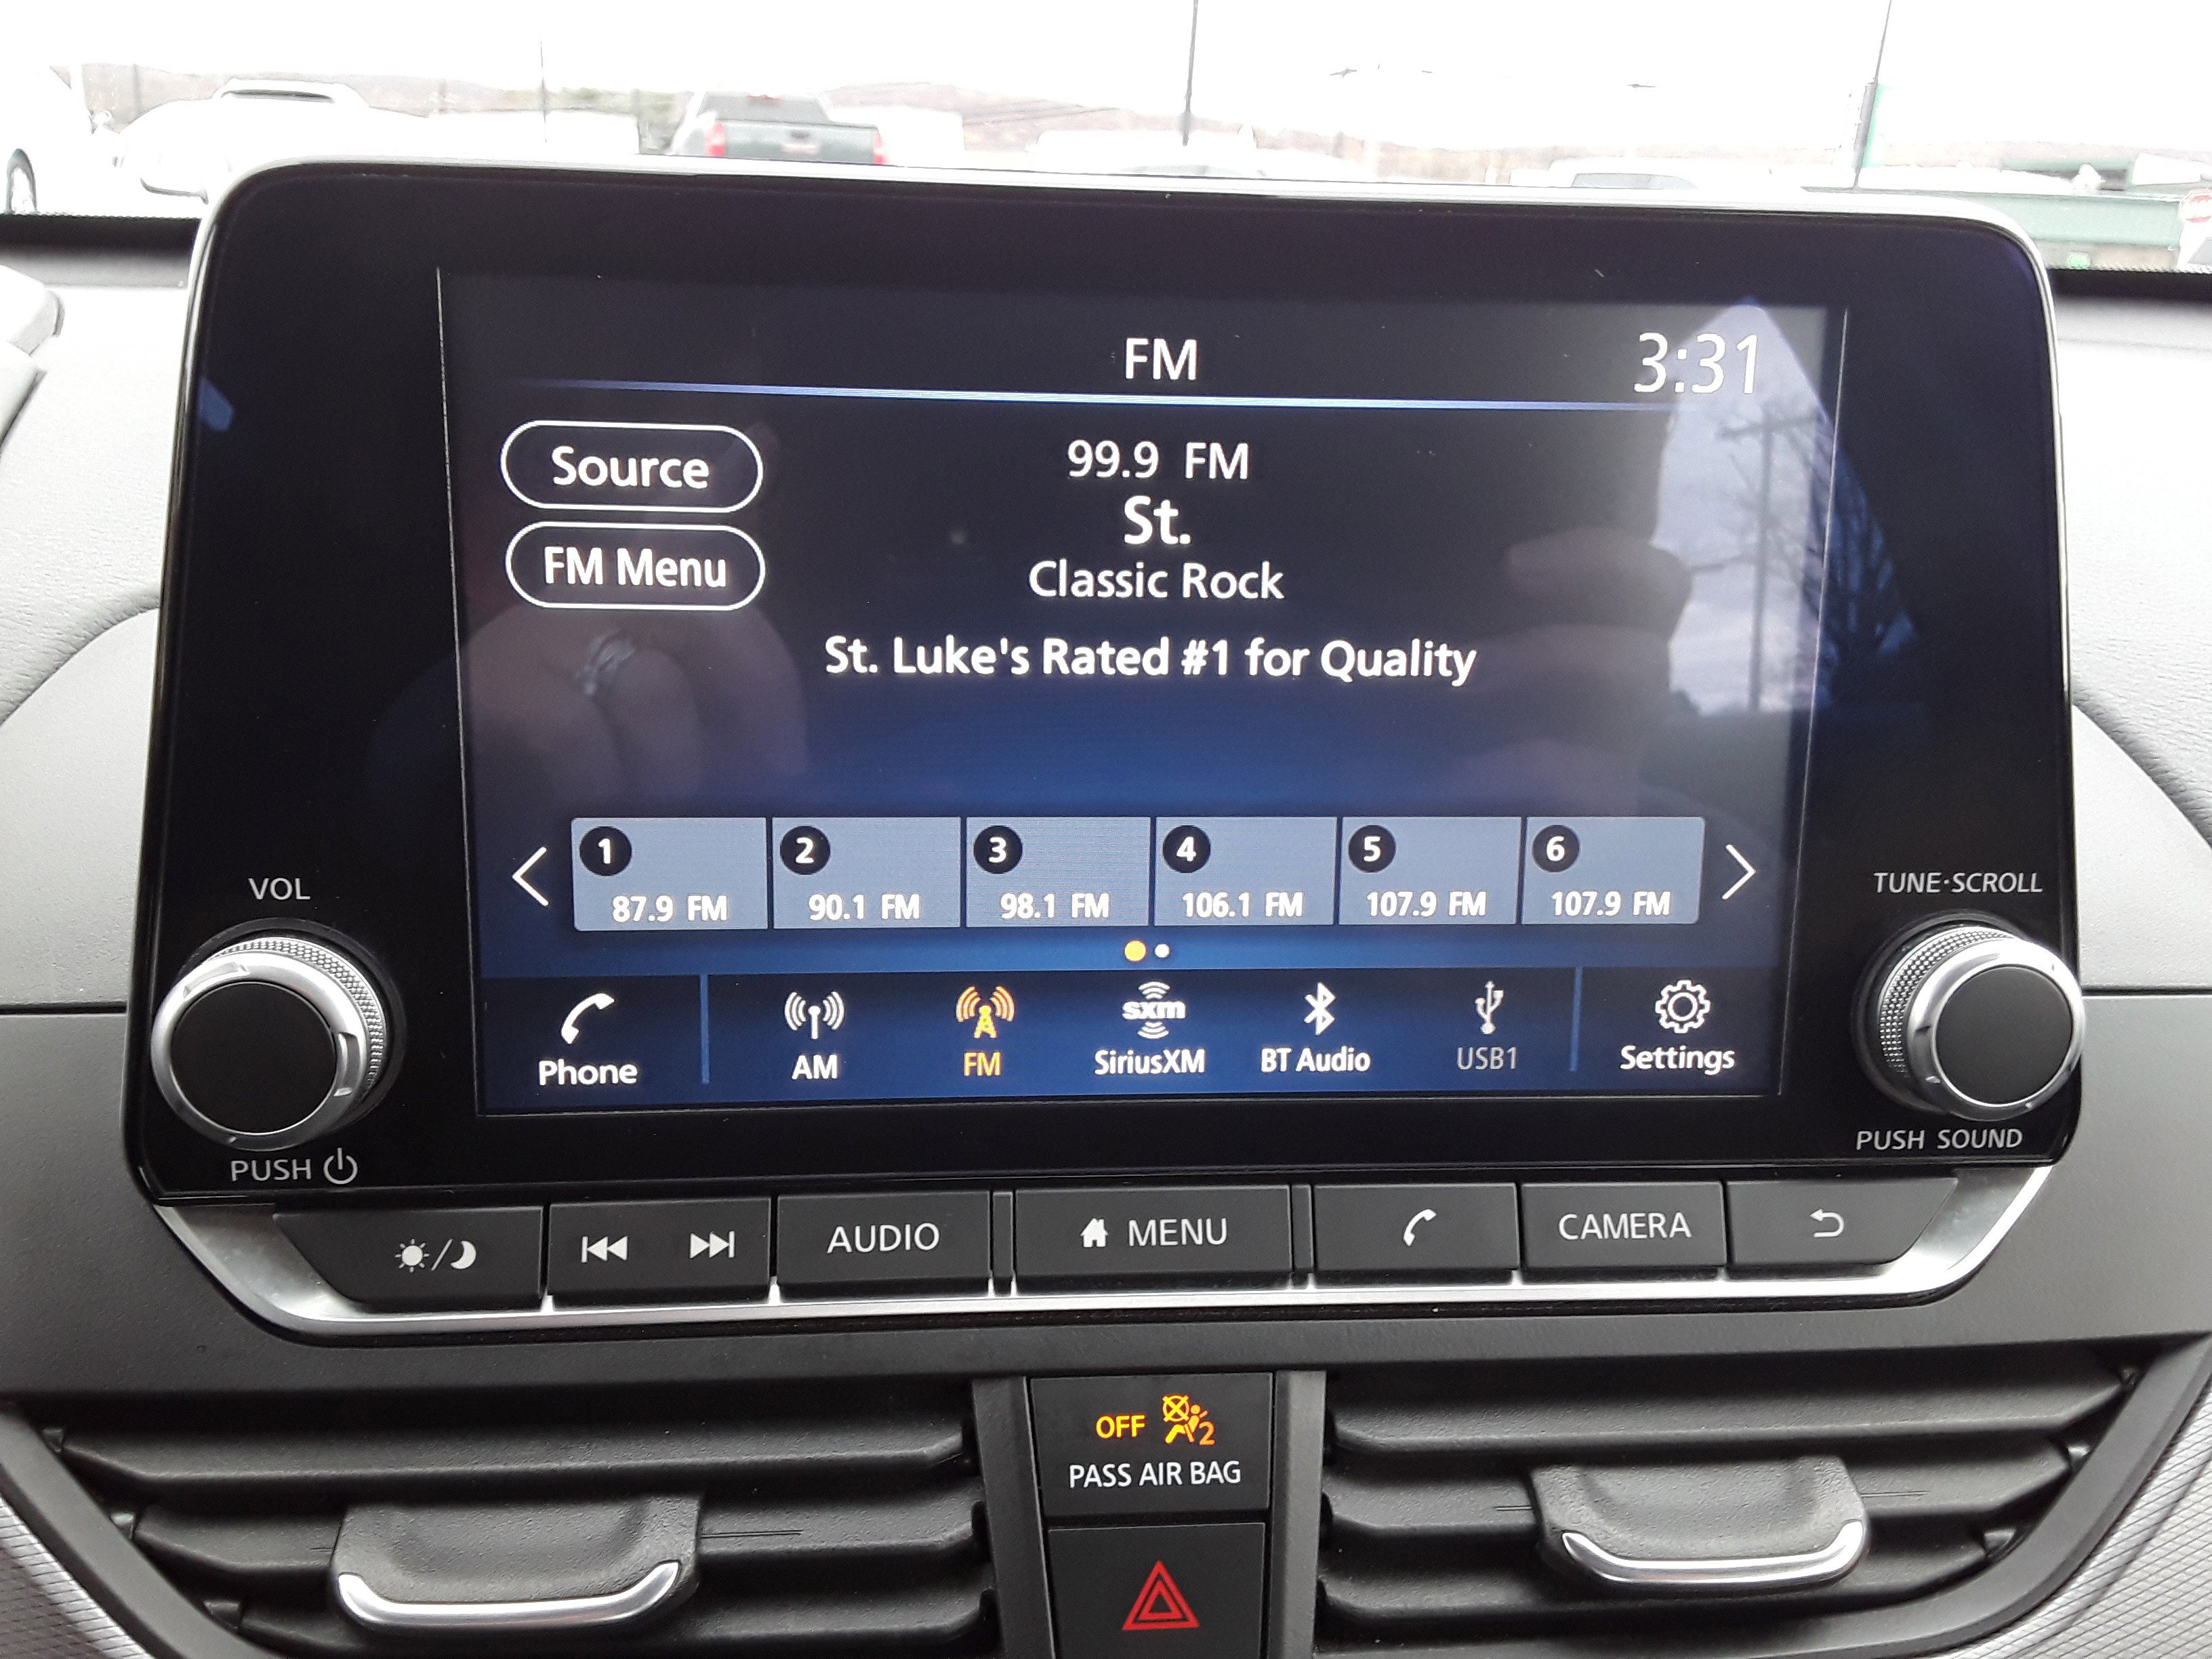 FM
3:31
Source
99.9 FM
St.
FM Menu
Classic Rock
St. Luke's Rated #1 for Quality
1 2 3 4 5 6
87.9 FM 90.1 FM 98.1 FM 106.1 FM 107.9 FM 107.9 FM
VOL
TUNE·SCROLL
sxm
Phone AM FM SiriusXM BT Audio USB1 Settings
PUSH
PUSH SOUND
AUDIO MENU CAMERA
OFF 2
PASS AIR BAG